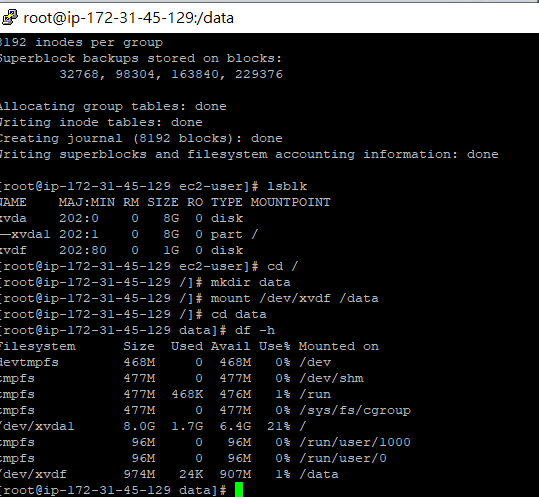 root@ip-172-31-45-129:/data
8192 inodes per group
Superblock backups stored on blocks:
        32768, 98304, 163840, 229376
Allocating group tables: done
Writing inode tables: done
Creating journal (8192 blocks): done
Writing superblocks and filesystem accounting information: done
[root@ip-172-31-45-129 ec2-user]# lsblk
NAME    MAJ:MIN RM SIZE RO TYPE MOUNTPOINT
xvda    202:0    0   8G  0 disk
└─xvda1 202:1    0   8G  0 part /
xvdf    202:80   0   1G  0 disk
[root@ip-172-31-45-129 ec2-user]# cd /
[root@ip-172-31-45-129 /]# mkdir data
[root@ip-172-31-45-129 /]# mount /dev/xvdf /data
[root@ip-172-31-45-129 /]# cd data
[root@ip-172-31-45-129 data]# df -h
Filesystem      Size  Used Avail Use% Mounted on
devtmpfs        468M     0  468M   0% /dev
tmpfs           477M     0  477M   0% /dev/shm
tmpfs           477M  468K  476M   1% /run
tmpfs           477M     0  477M   0% /sys/fs/cgroup
/dev/xvda1      8.0G  1.7G  6.4G  21% /
tmpfs            96M     0   96M   0% /run/user/1000
tmpfs            96M     0   96M   0% /run/user/0
/dev/xvdf       974M   24K  907M   1% /data
[root@ip-172-31-45-129 data]#